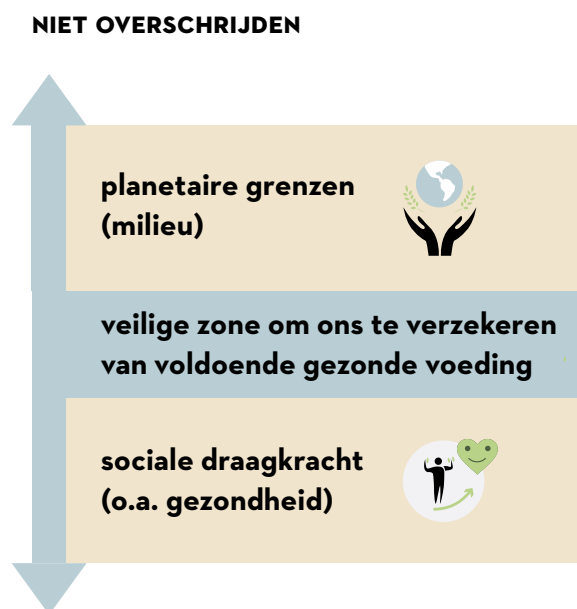 NIET OVERSCHRIJDEN
planetaire grenzen
(milieu)
veilige zone om ons te verzekeren
van voldoende gezonde voeding
sociale draagkracht
(o.a. gezondheid)